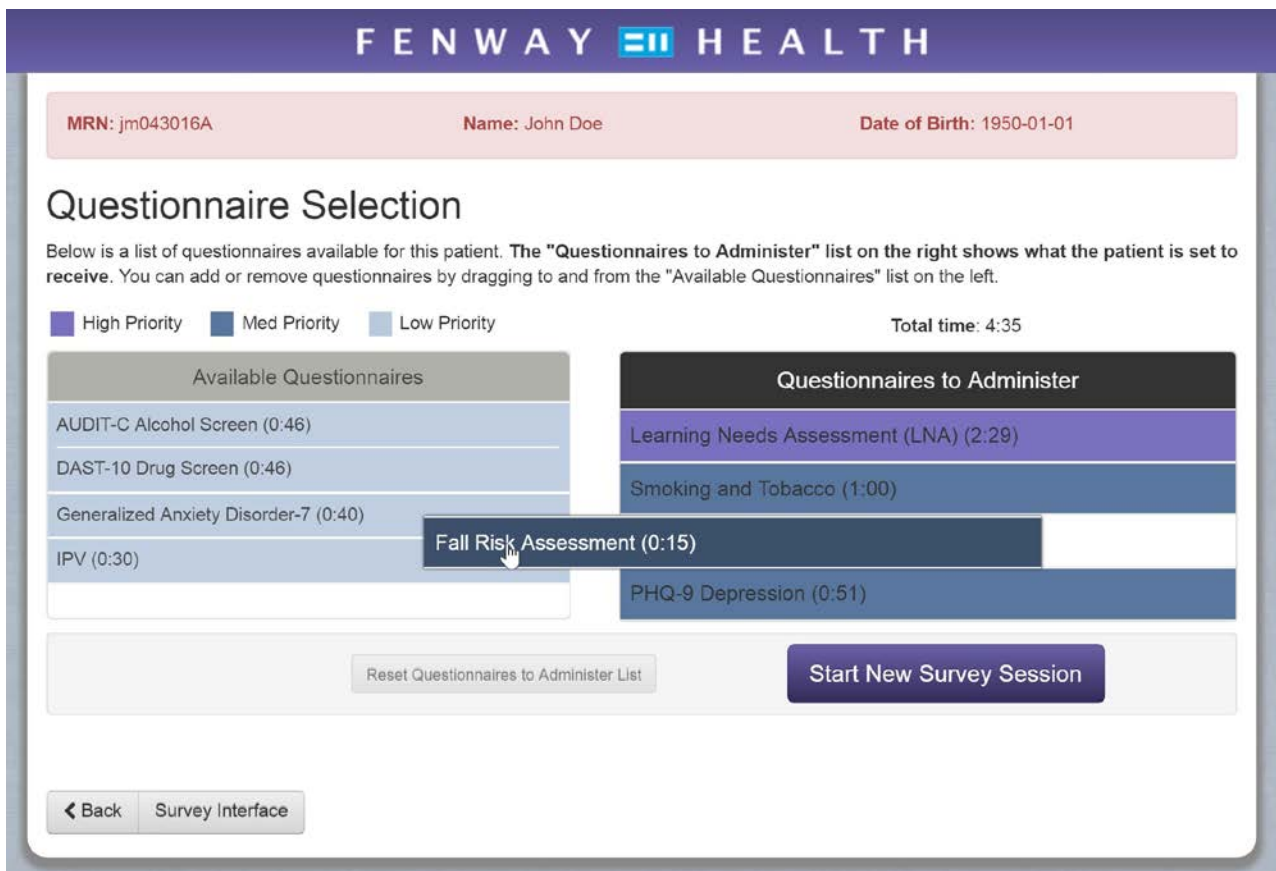 FENWAY HEALTH
MRN: jm043016A Name: John Doe Date of Birth: 1950-01-01
Questionnaire Selection
Below is a list of questionnaires available for this patient. The "Questionnaires to Administer" list on the right shows what the patient is set to
receive. You can add or remove questionnaires by dragging to and from the "Available Questionnaires" list on the left.
High Priority Med Priority Low Priority Total time: 4:35
Available Questionnaires
AUDIT-C Alcohol Screen (0:46)
DAST-10 Drug Screen (0:46)
Generalized Anxiety Disorder-7 (0:40)
IPV (0:30)
Questionnaires to Administer
Learning Needs Assessment (LNA) (2:29)
Smoking and Tobacco (1:00)
Fall Risk Assessment (0:15)
PHQ-9 Depression (0:51)
Reset Questionnaires to Administer List
Start New Survey Session
Back Survey Interface